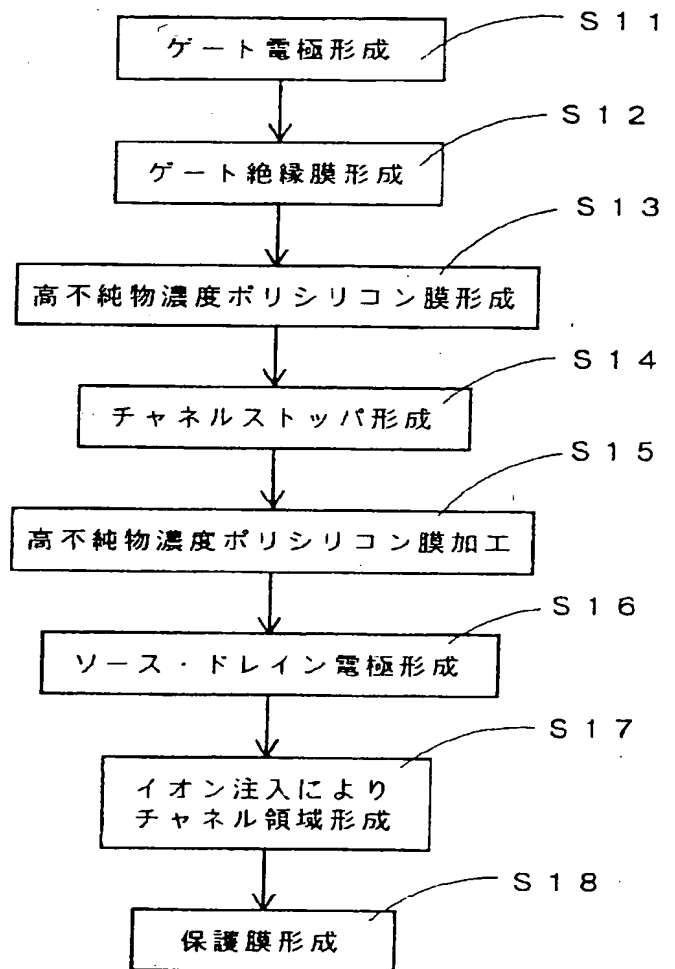 ゲート電極形成
S11
ゲート絶縁膜形成
S12
高不純物濃度ポリシリコン膜形成
S13
チャネルストッパ形成
S14
高不純物濃度ポリシリコン膜加工
S15
ソース・ドレイン電極形成
S16
イオン注入により
チャネル領域形成
S17
保護膜形成
S18